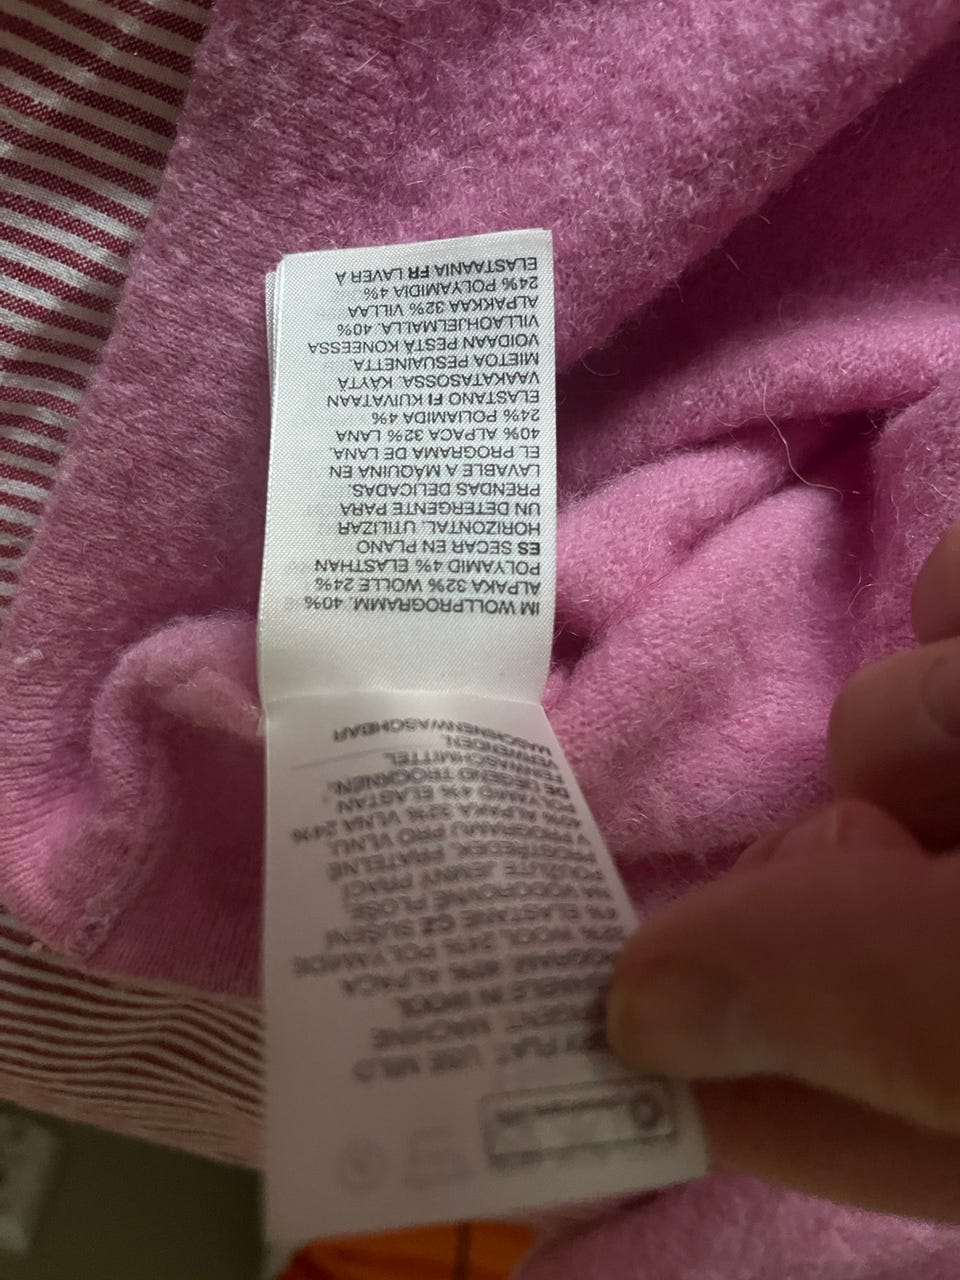 FLAT. USE MILD
MACHINE
IN WOOL
40% ALPACA
32% WOOL 24% POLYAMIDE
4% ELASTANE CZ SUŠENÍ
NA VODOROVNÉ PLOŠE
POUŽIJTE JEMNÝ PRACÍ
PROSTŘEDEK. PRATELNÉ
V PROGRAMU PRO VLNU.
40% ALPAKA 32% VLNA 24%
POLYAMID 4% ELASTAN
DE LIEGEND TROCKNEN.
FEINWASCHMITTEL
VERWENDEN.
MASCHINENWASCHBAR
IM WOLLPROGRAMM. 40%
ALPAKA 32% WOLLE 24%
POLYAMID 4% ELASTHAN
ES SECAR EN PLANO
HORIZONTAL. UTILIZAR
UN DETERGENTE PARA
PRENDAS DELICADAS.
LAVABLE A MÁQUINA EN
EL PROGRAMA DE LANA.
40% ALPACA 32% LANA
24% POLIAMIDA 4%
ELASTANO FI KUIVATAAN
VAAKATASOSSA. KÄYTÄ
MIETOA PESUAINETTA.
VOIDAAN PESTÄ KONEESSA
VILLAOHJELMALLA. 40%
ALPAKKAA 32% VILLAA
24% POLYAMIDIA 4%
ELASTAANIA FR LAVER À